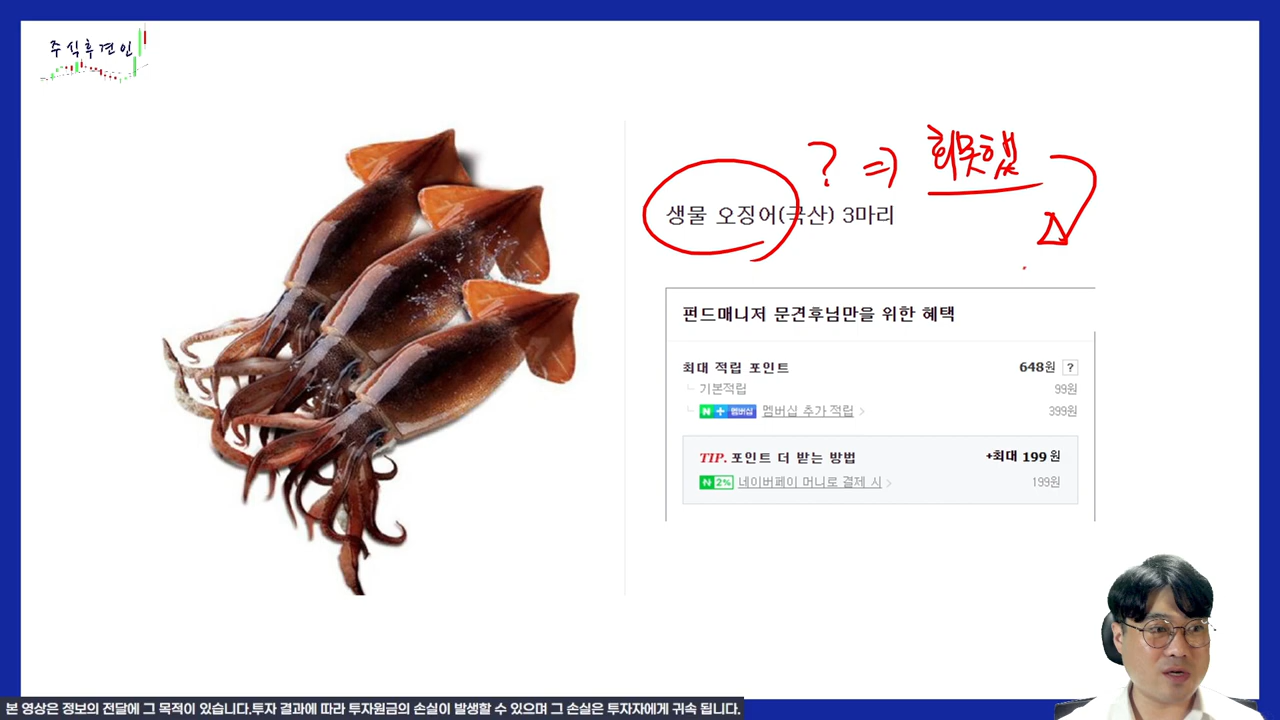 주식후견인
? ⇒ 회못했
생물 오징어(국산) 3마리
펀드매니저 문견후님만을 위한 혜택
최대 적립 포인트 648원 ?
기본적립 99원
N + 멤버십 멤버십 추가 적립 > 399원
TIP. 포인트 더 받는 방법 +최대 199원
N 2% 네이버페이 머니로 결제 시 > 199원
본 영상은 정보의 전달에 그 목적이 있습니다.투자 결과에 따라 투자원금의 손실이 발생할 수 있으며 그 손실은 투자자에게 귀속 됩니다.